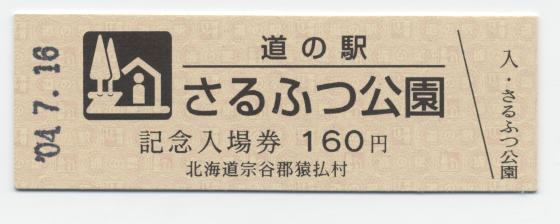 '04.7.16
道の駅
さるふつ公園
記念入場券 160円
北海道宗谷郡猿払村
入・さるふつ公園